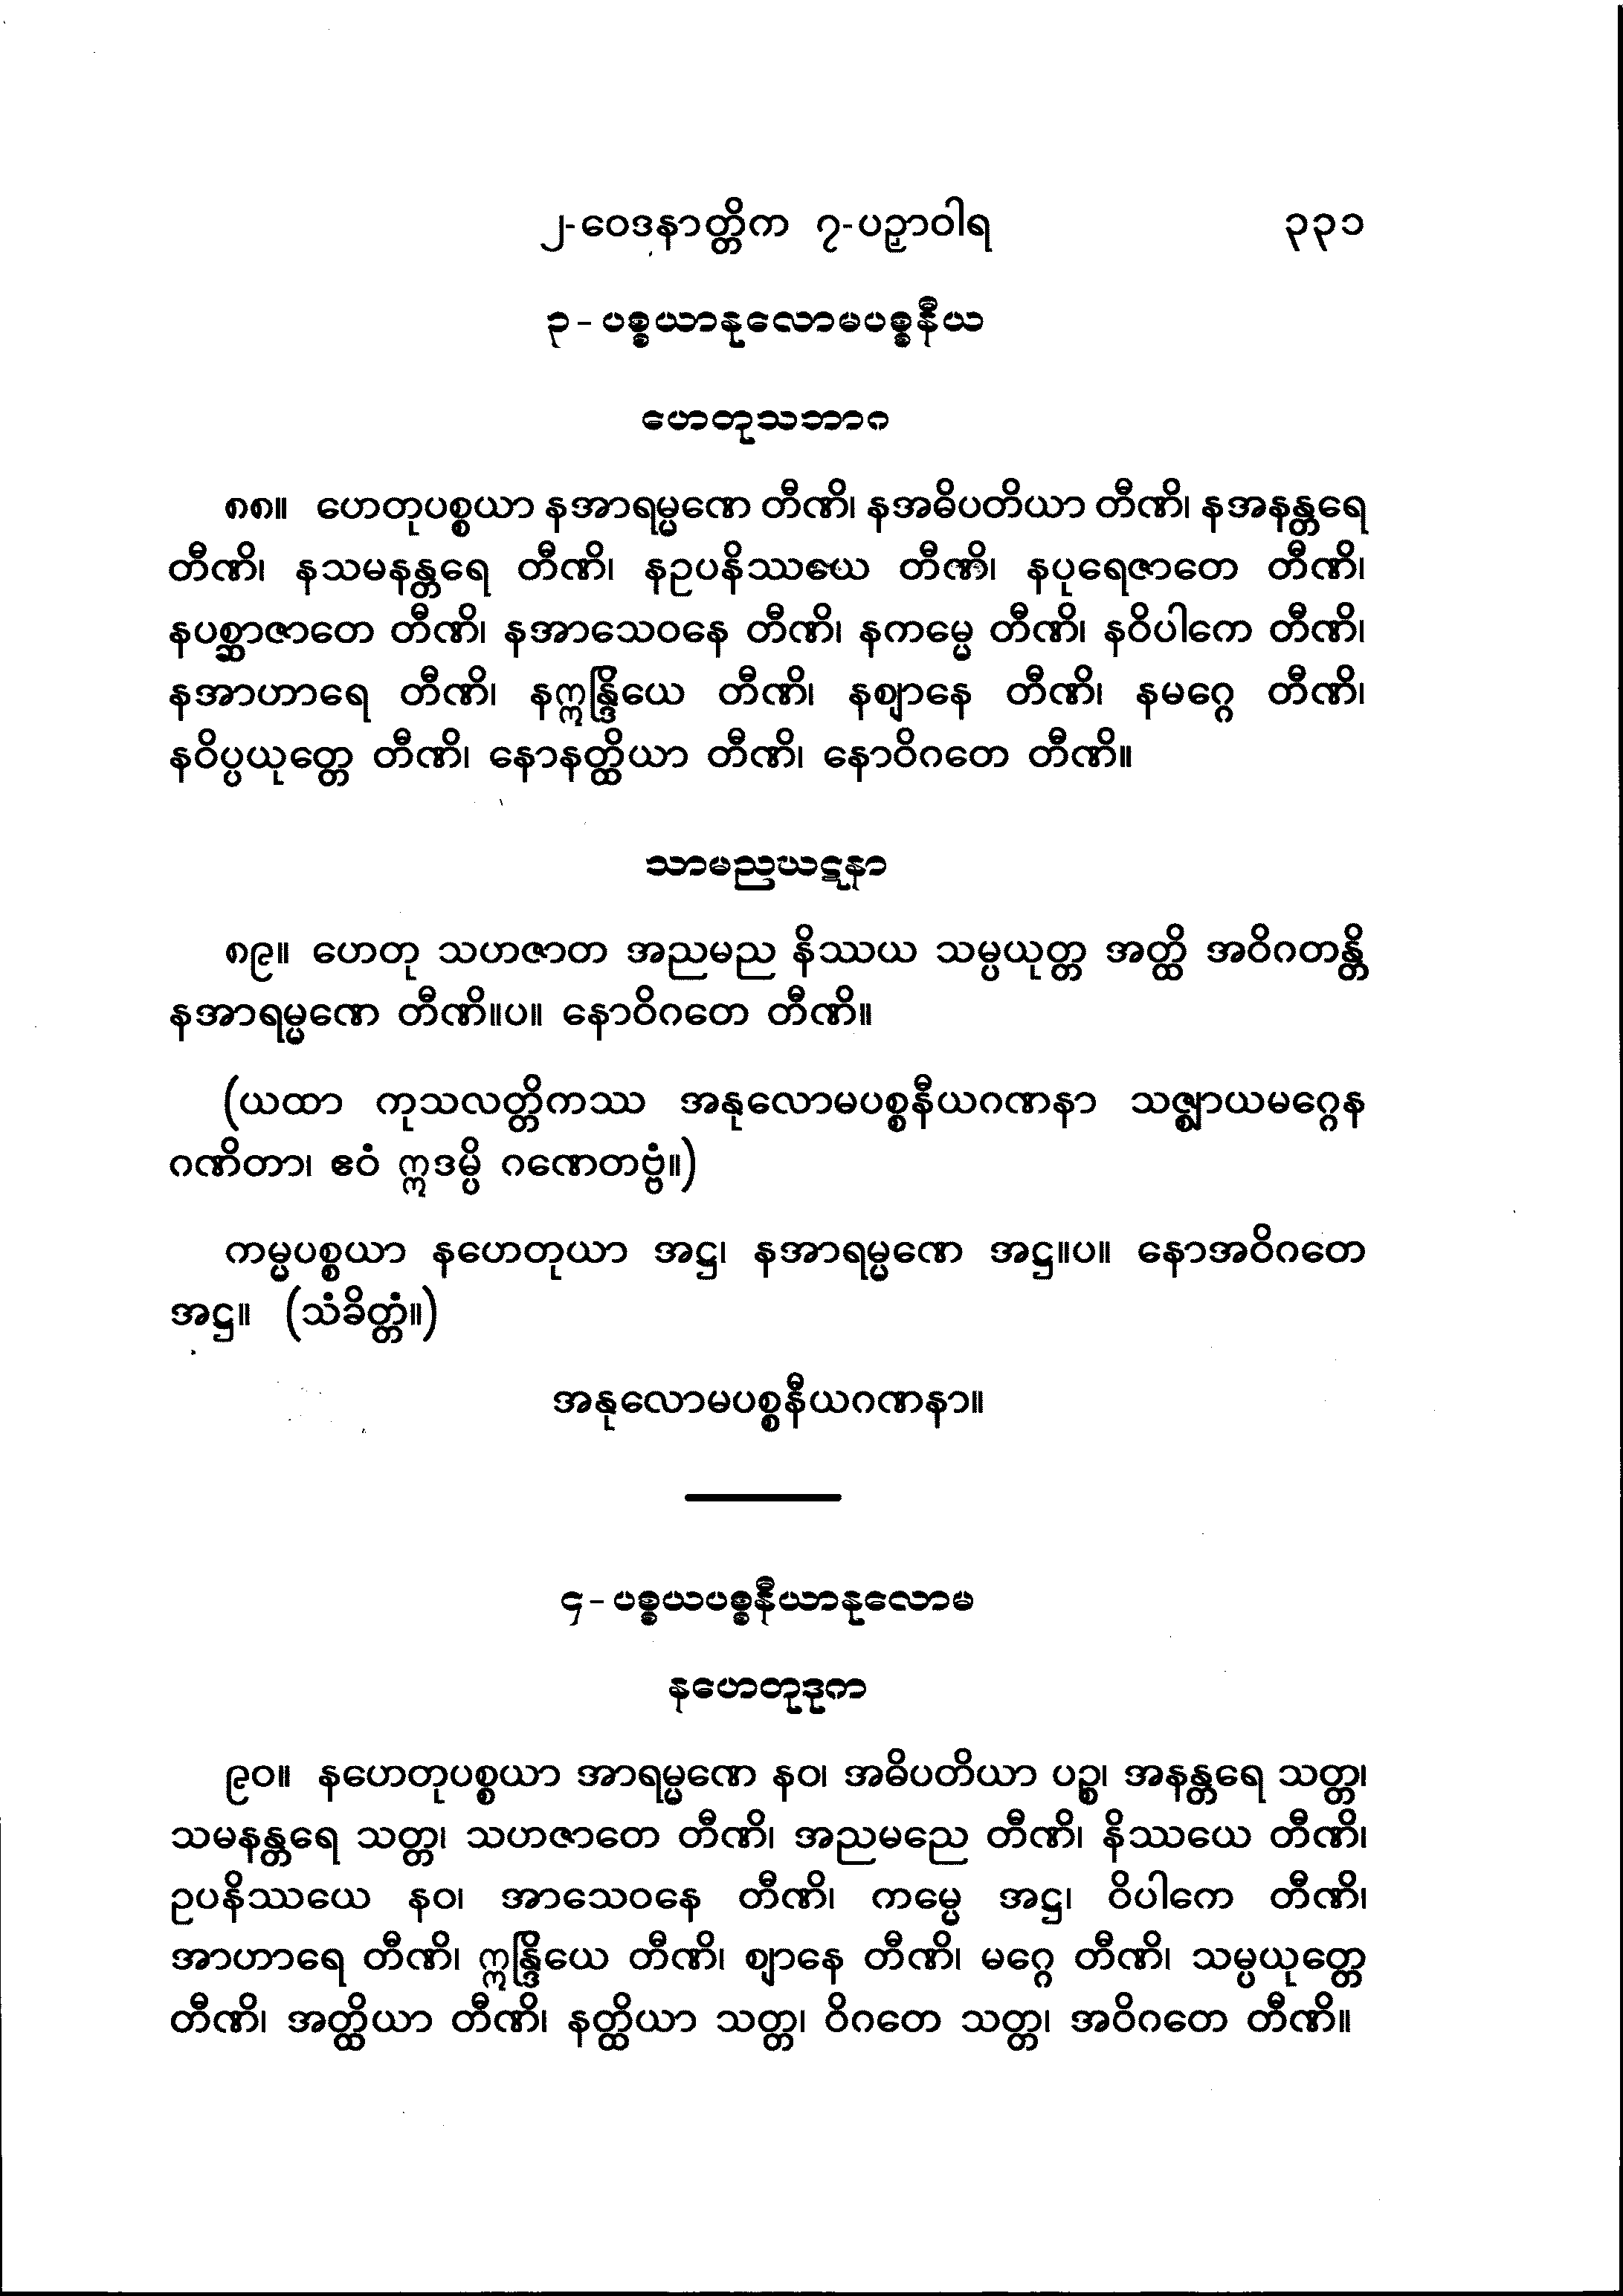 ၂-ဝေဒနာတ္တိက ၇-ပဉှာဝါရ ၃၃၁
၃-ပစ္စယာနုလောမပစ္စနီယ
ဟေတုသဘာဂ
၈၈။ ဟေတုပစ္စယာ နအာရမ္မဏေ တီဏိ၊ နအဓိပတိယာ တီဏိ၊ နအနန္တရေ
တီဏိ၊ နသမနန္တရေ တီဏိ၊ နဥပနိဿယေ တီဏိ၊ နပုရေဇာတေ တီဏိ၊
နပစ္ဆာဇာတေ တီဏိ၊ နအာသေဝနေ တီဏိ၊ နကမ္မေ တီဏိ၊ နဝိပါကေ တီဏိ၊
နအာဟာရေ တီဏိ၊ နဣန္ဒြိယေ တီဏိ၊ နဈာနေ တီဏိ၊ နမဂ္ဂေ တီဏိ၊
နဝိပ္ပယုတ္တေ တီဏိ၊ နောနတ္ထိယာ တီဏိ၊ နောဝိဂတေ တီဏိ။
သာမညဃဋနာ
၈၉။ ဟေတု သဟဇာတ အညမည နိဿယ သမ္ပယုတ္တ အတ္ထိ အဝိဂတန္တိ
နအာရမ္မဏေ တီဏိ။ပ။ နောဝိဂတေ တီဏိ။
(ယထာ ကုသလတ္တိကဿ အနုလောမပစ္စနီယဂဏနာ သဇ္ဈာယမဂ္ဂေန
ဂဏိတာ၊ ဧဝံ ဣဒမ္ပိ ဂဏေတဗ္ဗံ။)
ကမ္မပစ္စယာ နဟေတုယာ အဋ္ဌ၊ နအာရမ္မဏေ အဋ္ဌ။ပ။ နောအဝိဂတေ
အဋ္ဌ။ (သံခိတ္တံ။)
အနုလောမပစ္စနီယဂဏနာ။
၄-ပစ္စယပစ္စနီယာနုလောမ
နဟေတုဒုက
၉၀။ နဟေတုပစ္စယာ အာရမ္မဏေ နဝ၊ အဓိပတိယာ ပဉ္စ၊ အနန္တရေ သတ္တ၊
သမနန္တရေ သတ္တ၊ သဟဇာတေ တီဏိ၊ အညမညေ တီဏိ၊ နိဿယေ တီဏိ၊
ဥပနိဿယေ နဝ၊ အာသေဝနေ တီဏိ၊ ကမ္မေ အဋ္ဌ၊ ဝိပါကေ တီဏိ၊
အာဟာရေ တီဏိ၊ ဣန္ဒြိယေ တီဏိ၊ ဈာနေ တီဏိ၊ မဂ္ဂေ တီဏိ၊ သမ္ပယုတ္တေ
တီဏိ၊ အတ္ထိယာ တီဏိ၊ နတ္ထိယာ သတ္တ၊ ဝိဂတေ သတ္တ၊ အဝိဂတေ တီဏိ။